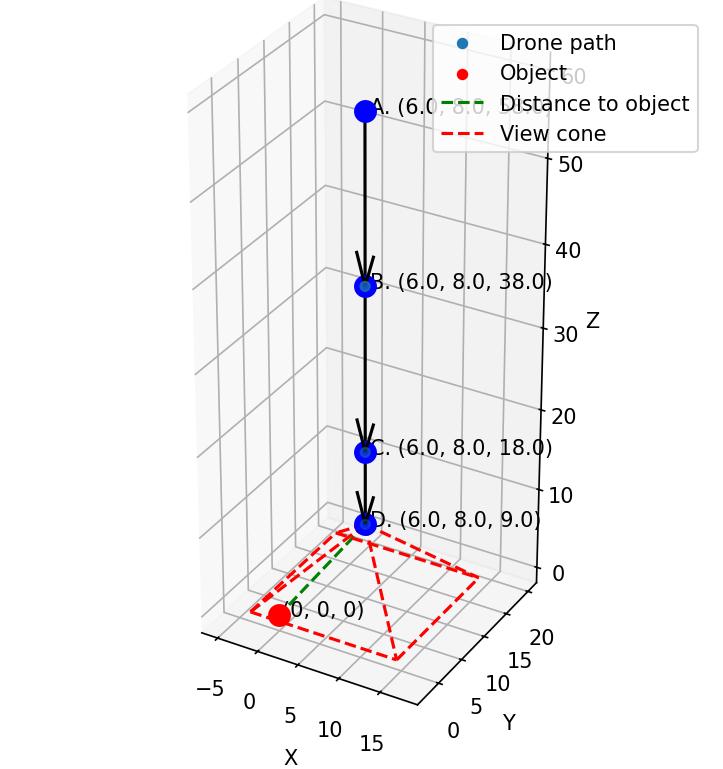 Drone path
Object
Distance to object
View cone
A. (6.0, 8.0, 58.0)
B. (6.0, 8.0, 38.0)
C. (6.0, 8.0, 18.0)
D. (6.0, 8.0, 9.0)
(0, 0, 0)
60
50
40
30
20
10
0
Z
−5
0
5
10
15
X
0
5
10
15
20
Y